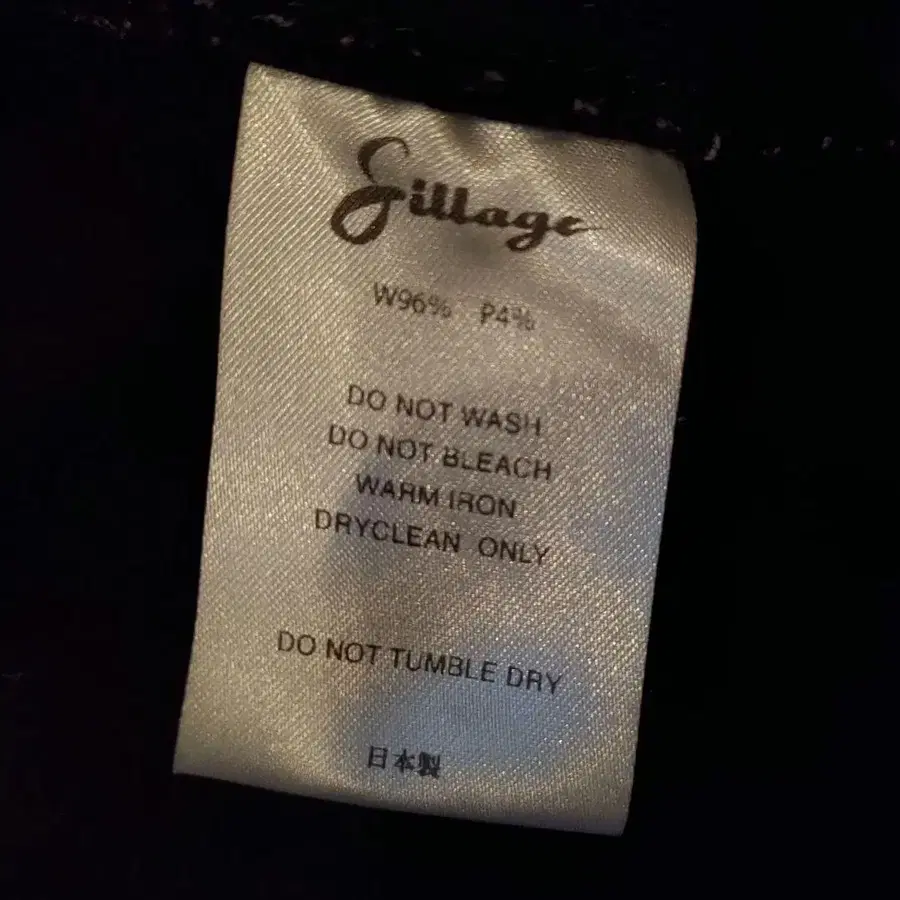 Sillage
W96% P4%
DO NOT WASH
DO NOT BLEACH
WARM IRON
DRYCLEAN ONLY
DO NOT TUMBLE DRY
日本製